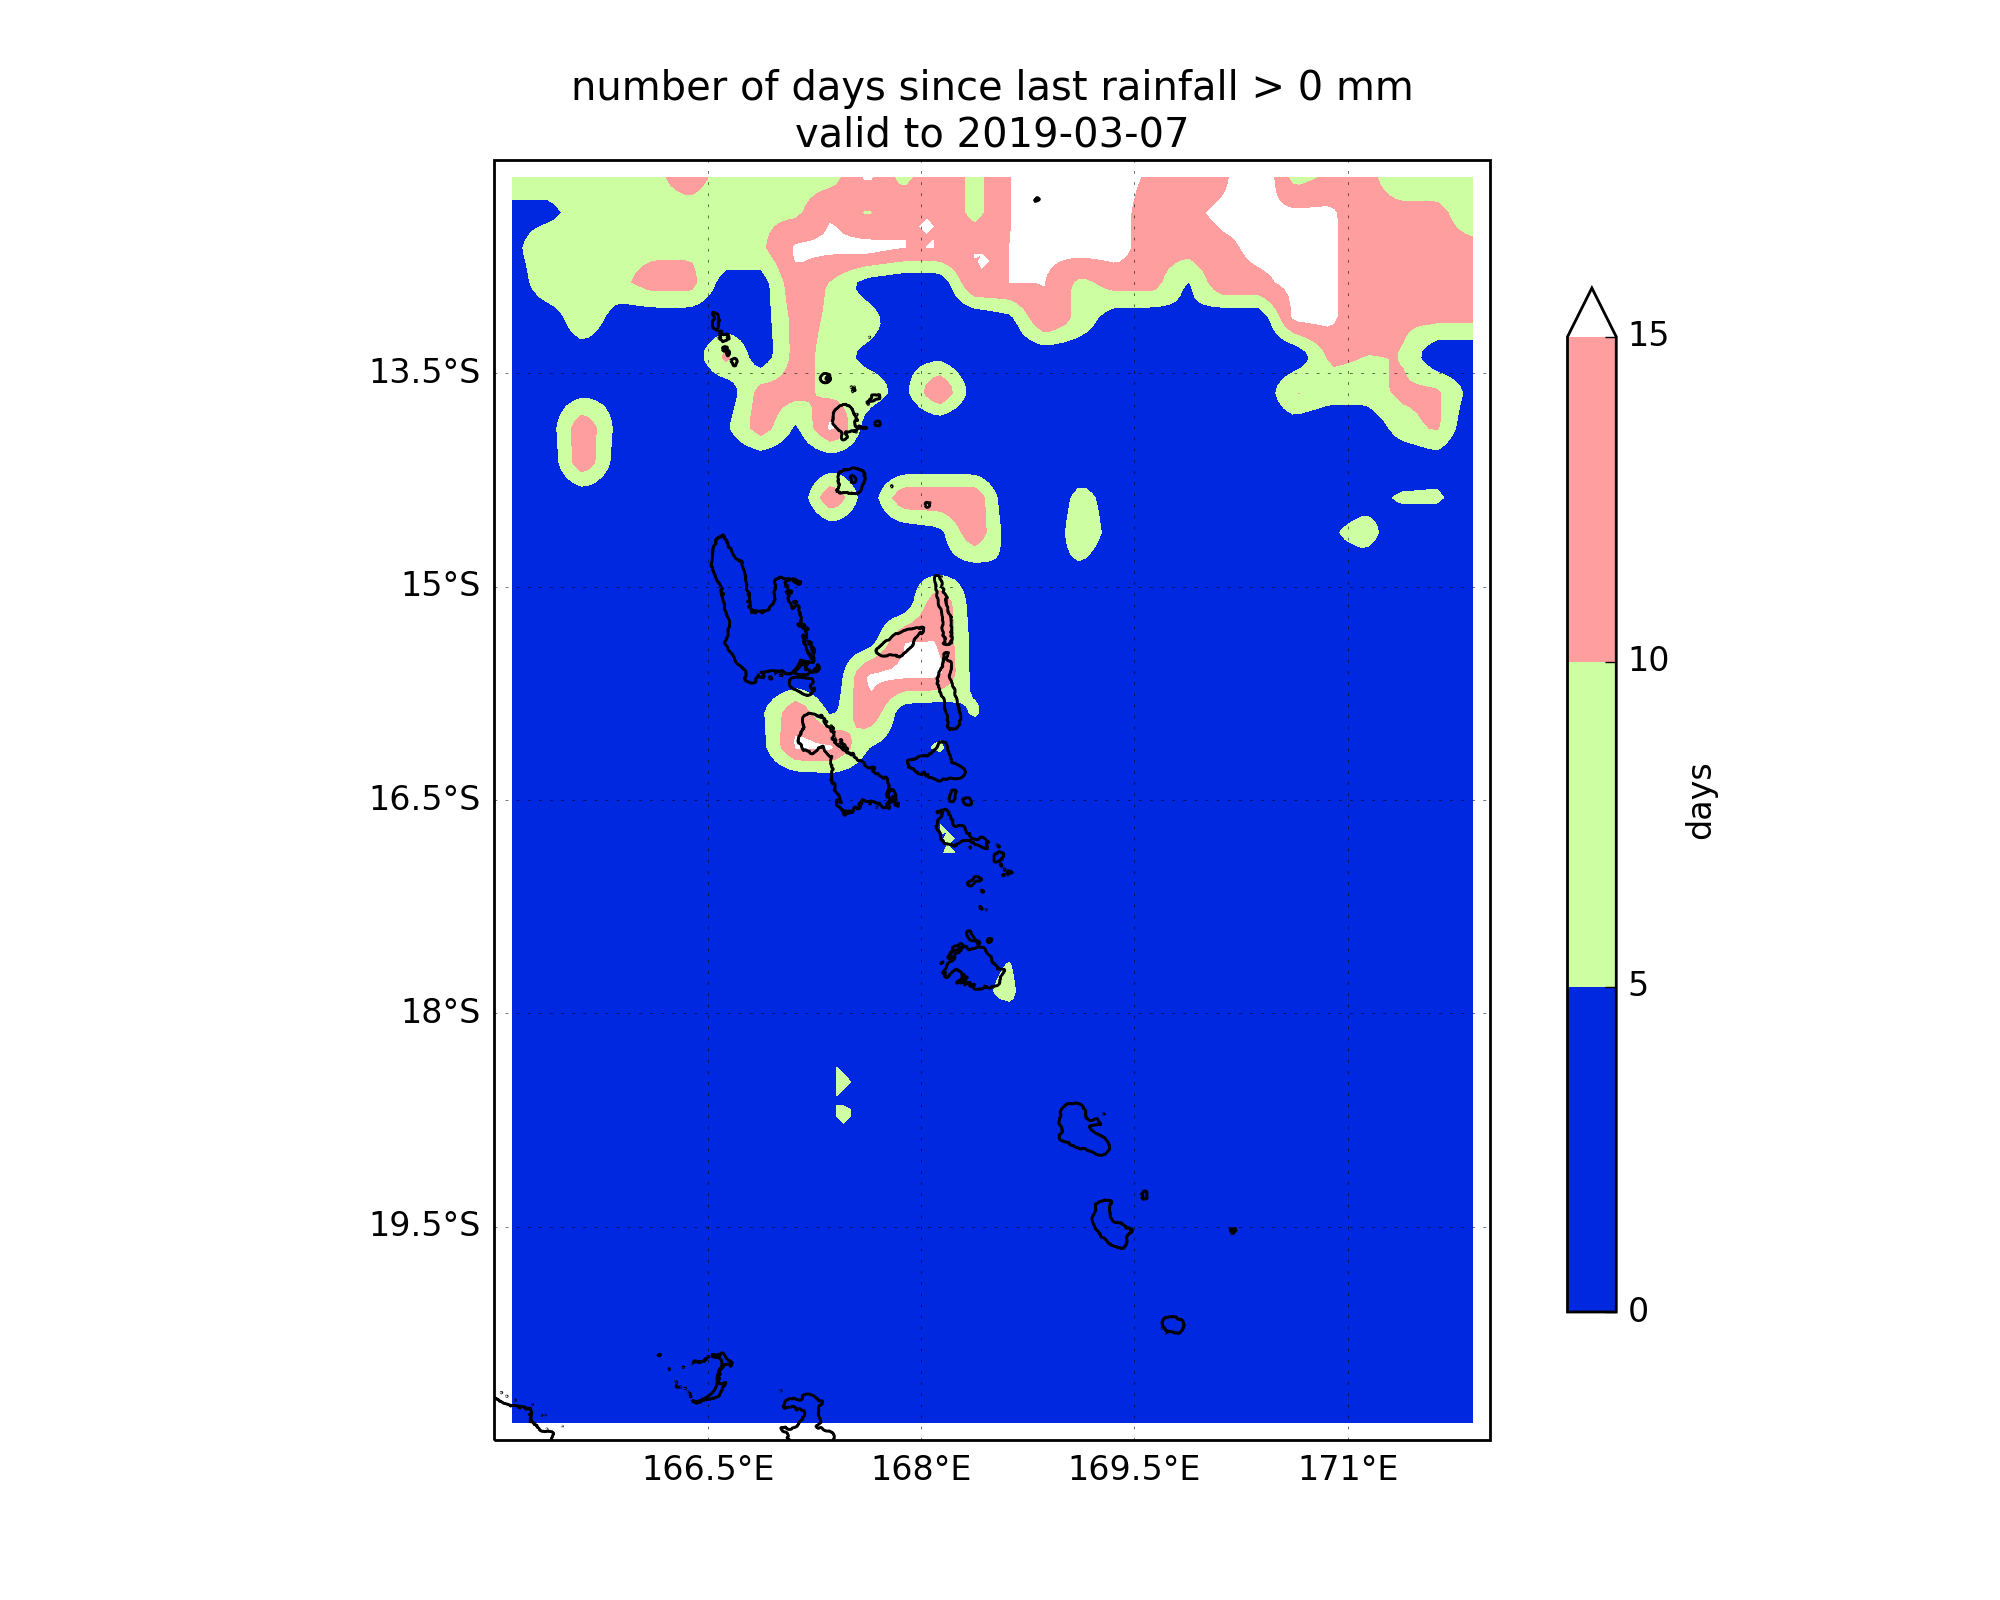 number of days since last rainfall > 0 mm
valid to 2019-03-07
13.5°S
15°S
16.5°S
18°S
19.5°S
166.5°E
168°E
169.5°E
171°E
15
10
5
0
days